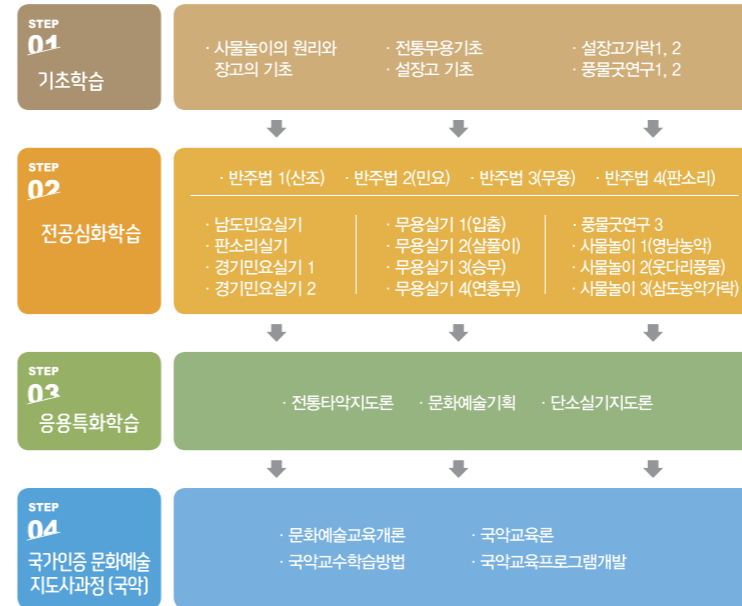 STEP
01
기초학습
· 사물놀이의 원리와
장고의 기초
· 전통무용기초
· 설장고 기초
· 설장고가락1, 2
· 풍물굿연구1, 2
STEP
02
전공심화학습
· 반주법 1(산조) · 반주법 2(민요) · 반주법 3(무용) · 반주법 4(판소리)
· 남도민요실기
· 판소리실기
· 경기민요실기 1
· 경기민요실기 2
· 무용실기 1(입춤)
· 무용실기 2(살풀이)
· 무용실기 3(승무)
· 무용실기 4(연흥무)
· 풍물굿연구 3
· 사물놀이 1(영남농악)
· 사물놀이 2(웃다리풍물)
· 사물놀이 3(삼도농악가락)
STEP
03
응용특화학습
· 전통타악지도론 · 문화예술기획 · 단소실기지도론
STEP
04
국가인증 문화예술
지도사과정 (국악)
· 문화예술교육개론
· 국악교수학습방법
· 국악교육론
· 국악교육프로그램개발